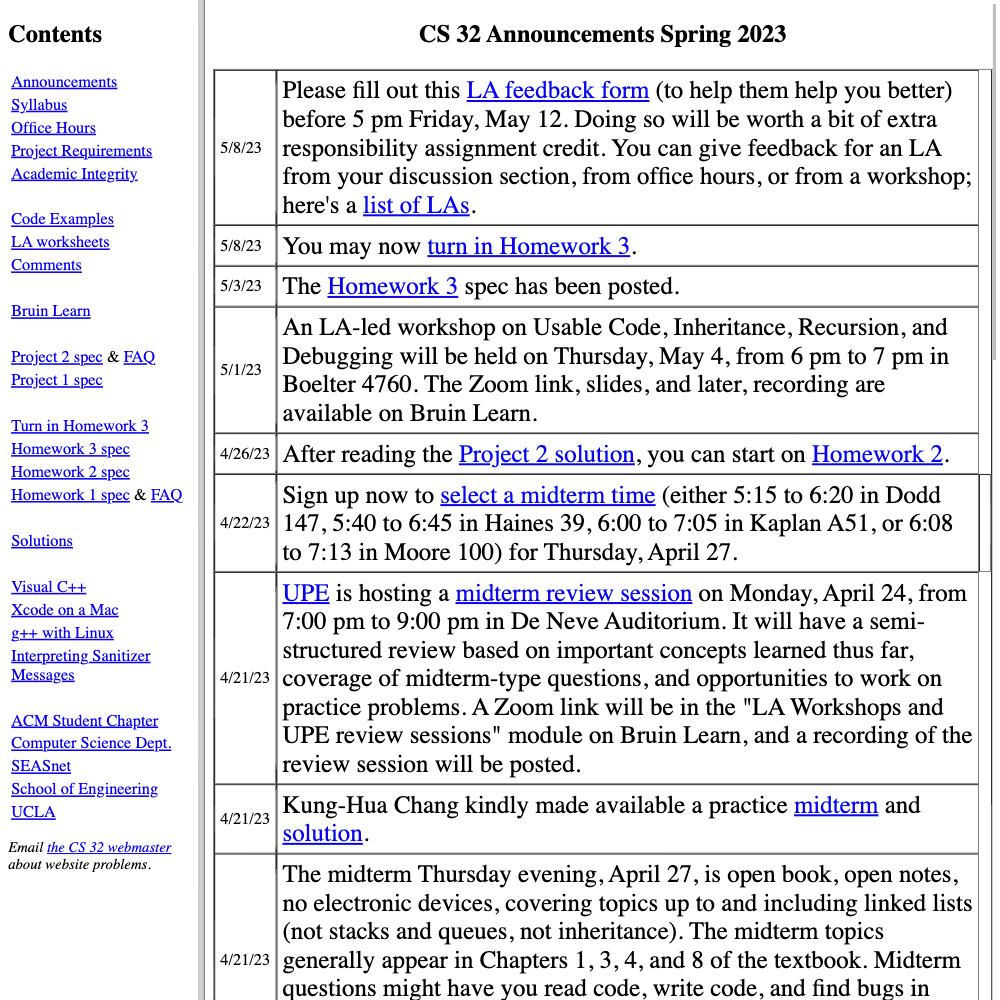 Contents
Announcements
Syllabus
Office Hours
Project Requirements
Academic Integrity
Code Examples
LA worksheets
Comments
Bruin Learn
Project 2 spec & FAQ
Project 1 spec
Turn in Homework 3
Homework 3 spec
Homework 2 spec
Homework 1 spec & FAQ
Solutions
Visual C++
Xcode on a Mac
g++ with Linux
Interpreting Sanitizer
Messages
ACM Student Chapter
Computer Science Dept.
SEASnet
School of Engineering
UCLA
Email the CS 32 webmaster
about website problems.
CS 32 Announcements Spring 2023
5/8/23
Please fill out this LA feedback form (to help them help you better)
before 5 pm Friday, May 12. Doing so will be worth a bit of extra
responsibility assignment credit. You can give feedback for an LA
from your discussion section, from office hours, or from a workshop;
here's a list of LAs.
5/8/23
You may now turn in Homework 3.
5/3/23
The Homework 3 spec has been posted.
5/1/23
An LA-led workshop on Usable Code, Inheritance, Recursion, and
Debugging will be held on Thursday, May 4, from 6 pm to 7 pm in
Boelter 4760. The Zoom link, slides, and later, recording are
available on Bruin Learn.
4/26/23
After reading the Project 2 solution, you can start on Homework 2.
4/22/23
Sign up now to select a midterm time (either 5:15 to 6:20 in Dodd
147, 5:40 to 6:45 in Haines 39, 6:00 to 7:05 in Kaplan A51, or 6:08
to 7:13 in Moore 100) for Thursday, April 27.
4/21/23
UPE is hosting a midterm review session on Monday, April 24, from
7:00 pm to 9:00 pm in De Neve Auditorium. It will have a semi-
structured review based on important concepts learned thus far,
coverage of midterm-type questions, and opportunities to work on
practice problems. A Zoom link will be in the "LA Workshops and
UPE review sessions" module on Bruin Learn, and a recording of the
review session will be posted.
4/21/23
Kung-Hua Chang kindly made available a practice midterm and
solution.
4/21/23
The midterm Thursday evening, April 27, is open book, open notes,
no electronic devices, covering topics up to and including linked lists
(not stacks and queues, not inheritance). The midterm topics
generally appear in Chapters 1, 3, 4, and 8 of the textbook. Midterm
questions might have you read code, write code, and find bugs in